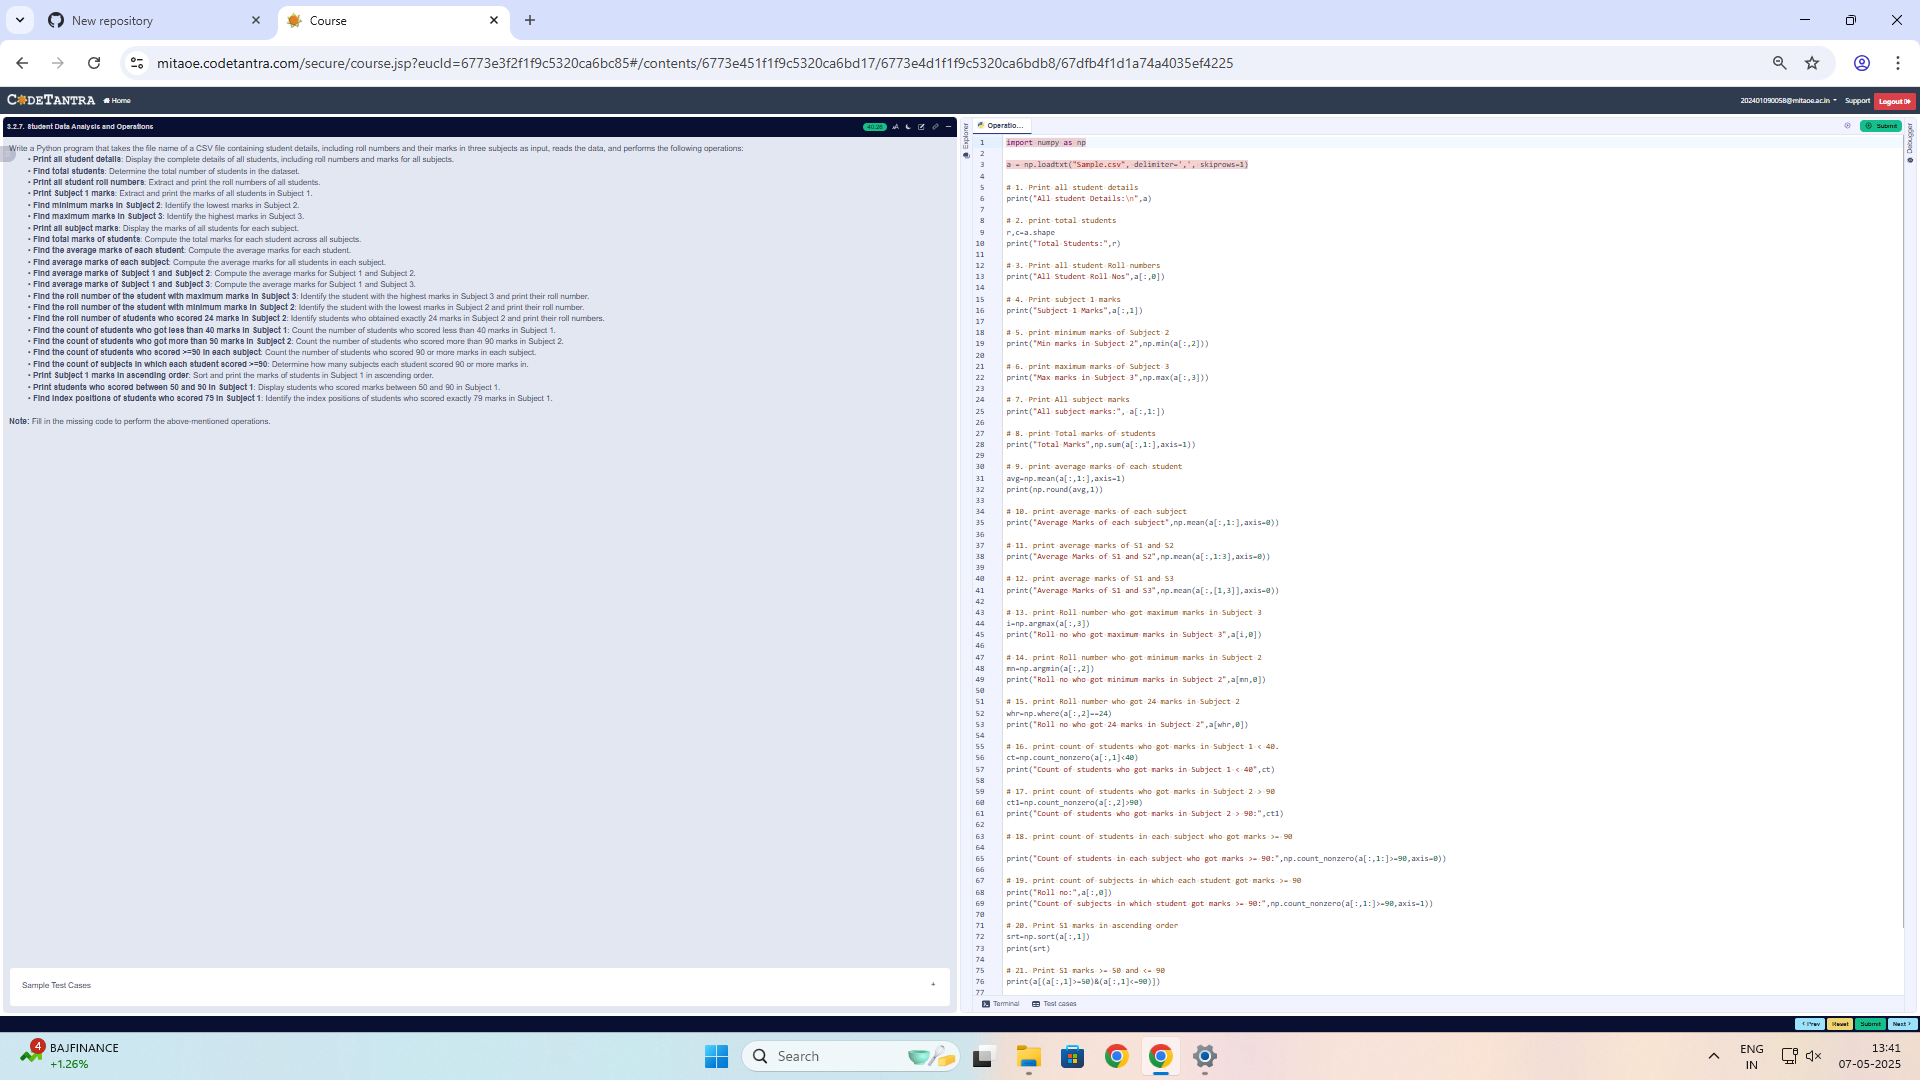 New repository
Course
mitaoe.codetantra.com/secure/course.jsp?eucId=6773e3f2f1f9c5320ca6bc85#/contents/6773e451f1f9c5320ca6bd17/6773e4d1f1f9c5320ca6bdb8/67dfb4f1d1a74a4035ef4225
CODETANTRA
Home
202401090058@mitaoe.ac.in
Support
Logout
3.2.7. Student Data Analysis and Operations
40:28
Write a Python program that takes the file name of a CSV file containing student details, including roll numbers and their marks in three subjects as input, reads the data, and performs the following operations:
• Print all student details: Display the complete details of all students, including roll numbers and marks for all subjects.
• Find total students: Determine the total number of students in the dataset.
• Print all student roll numbers: Extract and print the roll numbers of all students.
• Print Subject 1 marks: Extract and print the marks of all students in Subject 1.
• Find minimum marks in Subject 2: Identify the lowest marks in Subject 2.
• Find maximum marks in Subject 3: Identify the highest marks in Subject 3.
• Print all subject marks: Display the marks of all students for each subject.
• Find total marks of students: Compute the total marks for each student across all subjects.
• Find the average marks of each student: Compute the average marks for each student.
• Find average marks of each subject: Compute the average marks for all students in each subject.
• Find average marks of Subject 1 and Subject 2: Compute the average marks for Subject 1 and Subject 2.
• Find average marks of Subject 1 and Subject 3: Compute the average marks for Subject 1 and Subject 3.
• Find the roll number of the student with maximum marks in Subject 3: Identify the student with the highest marks in Subject 3 and print their roll number.
• Find the roll number of the student with minimum marks in Subject 2: Identify the student with the lowest marks in Subject 2 and print their roll number.
• Find the roll number of students who scored 24 marks in Subject 2: Identify students who obtained exactly 24 marks in Subject 2 and print their roll numbers.
• Find the count of students who got less than 40 marks in Subject 1: Count the number of students who scored less than 40 marks in Subject 1.
• Find the count of students who got more than 90 marks in Subject 2: Count the number of students who scored more than 90 marks in Subject 2.
• Find the count of students who scored >=90 in each subject: Count the number of students who scored 90 or more marks in each subject.
• Find the count of subjects in which each student scored >=90: Determine how many subjects each student scored 90 or more marks in.
• Print Subject 1 marks in ascending order: Sort and print the marks of students in Subject 1 in ascending order.
• Print students who scored between 50 and 90 in Subject 1: Display students who scored marks between 50 and 90 in Subject 1.
• Find index positions of students who scored 79 in Subject 1: Identify the index positions of students who scored exactly 79 marks in Subject 1.
Note: Fill in the missing code to perform the above-mentioned operations.
Sample Test Cases
+
Explorer
Operatio...
Submit
Debugger
1 import numpy as np
2
3 a = np.loadtxt("Sample.csv", delimiter=',', skiprows=1)
4
5 # 1. Print all student details
6 print("All student Details:\n",a)
7
8 # 2. print total students
9 r,c=a.shape
10 print("Total Students:",r)
11
12 # 3. Print all student Roll numbers
13 print("All Student Roll Nos",a[:,0])
14
15 # 4. Print subject 1 marks
16 print("Subject 1 Marks",a[:,1])
17
18 # 5. print minimum marks of Subject 2
19 print("Min marks in Subject 2",np.min(a[:,2]))
20
21 # 6. print maximum marks of Subject 3
22 print("Max marks in Subject 3",np.max(a[:,3]))
23
24 # 7. Print All subject marks
25 print("All subject marks:", a[:,1:])
26
27 # 8. print Total marks of students
28 print("Total Marks",np.sum(a[:,1:],axis=1))
29
30 # 9. print average marks of each student
31 avg=np.mean(a[:,1:],axis=1)
32 print(np.round(avg,1))
33
34 # 10. print average marks of each subject
35 print("Average Marks of each subject",np.mean(a[:,1:],axis=0))
36
37 # 11. print average marks of S1 and S2
38 print("Average Marks of S1 and S2",np.mean(a[:,1:3],axis=0))
39
40 # 12. print average marks of S1 and S3
41 print("Average Marks of S1 and S3",np.mean(a[:,[1,3]],axis=0))
42
43 # 13. print Roll number who got maximum marks in Subject 3
44 i=np.argmax(a[:,3])
45 print("Roll no who got maximum marks in Subject 3",a[i,0])
46
47 # 14. print Roll number who got minimum marks in Subject 2
48 mn=np.argmin(a[:,2])
49 print("Roll no who got minimum marks in Subject 2",a[mn,0])
50
51 # 15. print Roll number who got 24 marks in Subject 2
52 whr=np.where(a[:,2]==24)
53 print("Roll no who got 24 marks in Subject 2",a[whr,0])
54
55 # 16. print count of students who got marks in Subject 1 < 40.
56 ct=np.count_nonzero(a[:,1]<40)
57 print("Count of students who got marks in Subject 1 < 40",ct)
58
59 # 17. print count of students who got marks in Subject 2 > 90
60 ct1=np.count_nonzero(a[:,2]>90)
61 print("Count of students who got marks in Subject 2 > 90:",ct1)
62
63 # 18. print count of students in each subject who got marks >= 90
64
65 print("Count of students in each subject who got marks >= 90:",np.count_nonzero(a[:,1:]>=90,axis=0))
66
67 # 19. print count of subjects in which each student got marks >= 90
68 print("Roll no:",a[:,0])
69 print("Count of subjects in which student got marks >= 90:",np.count_nonzero(a[:,1:]>=90,axis=1))
70
71 # 20. Print S1 marks in ascending order
72 srt=np.sort(a[:,1])
73 print(srt)
74
75 # 21. Print S1 marks >= 50 and <= 90
76 print(a[(a[:,1]>=50)&(a[:,1]<=90)])
77
Terminal
Test cases
< Prev
Reset
Submit
Next >
4
BAJFINANCE
+1.26%
Search
ENG
IN
13:41
07-05-2025